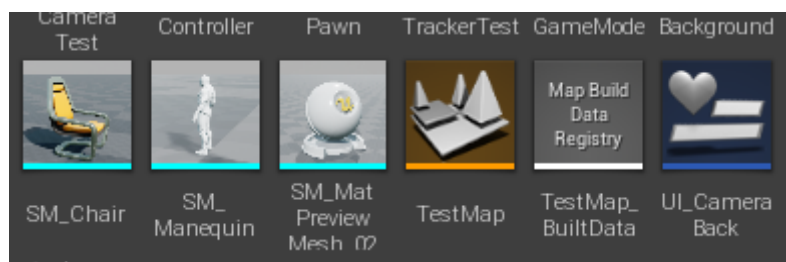 Camera
Test
Controller
Pawn
TrackerTest
GameMode
Background
Map Build
Data
Registry
SM_Chair
SM_
Manequin
SM_Mat
Preview
Mesh_02
TestMap
TestMap_
BuiltData
UI_Camera
Back